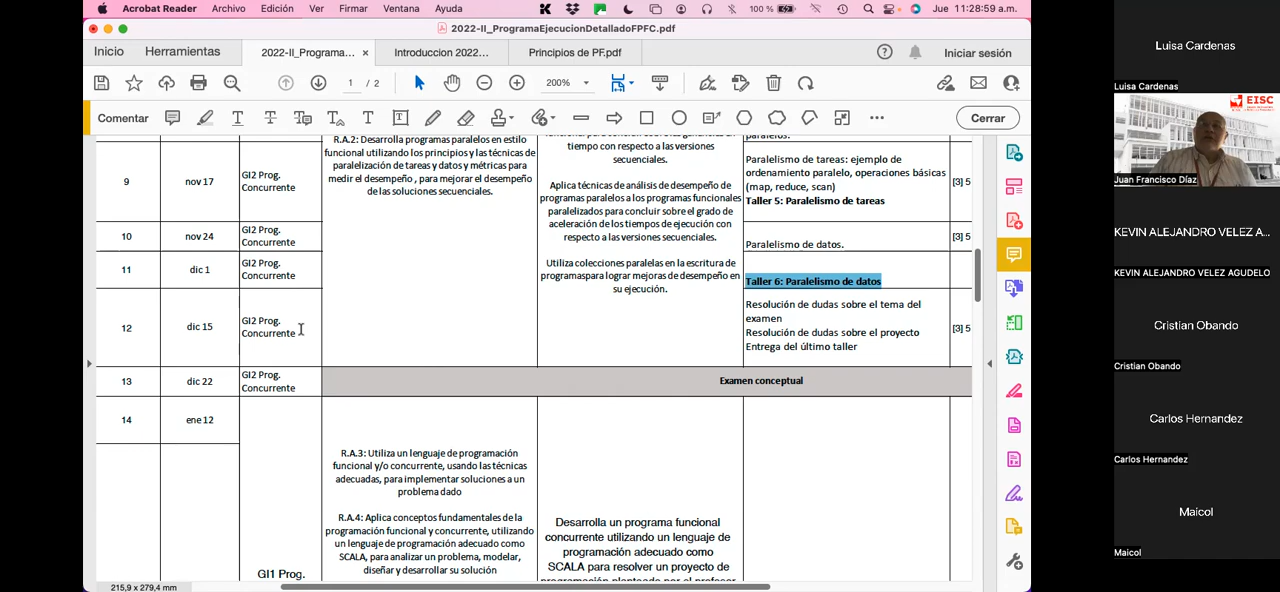 Acrobat Reader Archivo Edición Ver Firmar Ventana Ayuda 100 % Jue 11:28:59 a.m.
2022-II_ProgramaEjecucionDetalladoFPFC.pdf
Inicio Herramientas 2022-II_Programa... × Introduccion 2022... Principios de PF.pdf Iniciar sesión
1 / 2 200%
Comentar Cerrar
paralelos.
tiempo con respecto a las versiones
secuenciales.
R.A.2: Desarrolla programas paralelos en estilo
funcional utilizando los principios y las técnicas de
paralelización de tareas y datos y métricas para
medir el desempeño , para mejorar el desempeño
de las soluciones secuenciales.
Aplica técnicas de análisis de desempeño de
programas paralelos a los programas funcionales
paralelizados para concluir sobre el grado de
aceleración de los tiempos de ejecución con
respecto a las versiones secuenciales.
Utiliza colecciones paralelas en la escritura de
programaspara lograr mejoras de desempeño en
su ejecución.
9 nov 17 GI2 Prog.
Concurrente
Paralelismo de tareas: ejemplo de
ordenamiento paralelo, operaciones básicas
(map, reduce, scan)
Taller 5: Paralelismo de tareas
[3] 5
10 nov 24 GI2 Prog.
Concurrente
Paralelismo de datos.
[3] 5
11 dic 1 GI2 Prog.
Concurrente
Taller 6: Paralelismo de datos
12 dic 15 GI2 Prog.
Concurrente
Resolución de dudas sobre el tema del
examen
Resolución de dudas sobre el proyecto
Entrega del último taller
[3] 5
13 dic 22 GI2 Prog.
Concurrente
Examen conceptual
14 ene 12
GI1 Prog.
R.A.3: Utiliza un lenguaje de programación
funcional y/o concurrente, usando las técnicas
adecuadas, para implementar soluciones a un
problema dado
R.A.4: Aplica conceptos fundamentales de la
programación funcional y concurrente, utilizando
un lenguaje de programación adecuado como
SCALA, para analizar un problema, modelar,
diseñar y desarrollar su solución
Desarrolla un programa funcional
concurrente utilizando un lenguaje de
programación adecuado como
SCALA para resolver un proyecto de
programación planteado por el profesor
215,9 x 279,4 mm
Luisa Cardenas
Luisa Cardenas
EISC
Juan Francisco Díaz
KEVIN ALEJANDRO VELEZ A...
KEVIN ALEJANDRO VELEZ AGUDELO
Cristian Obando
Cristian Obando
Carlos Hernandez
Carlos Hernandez
Maicol
Maicol